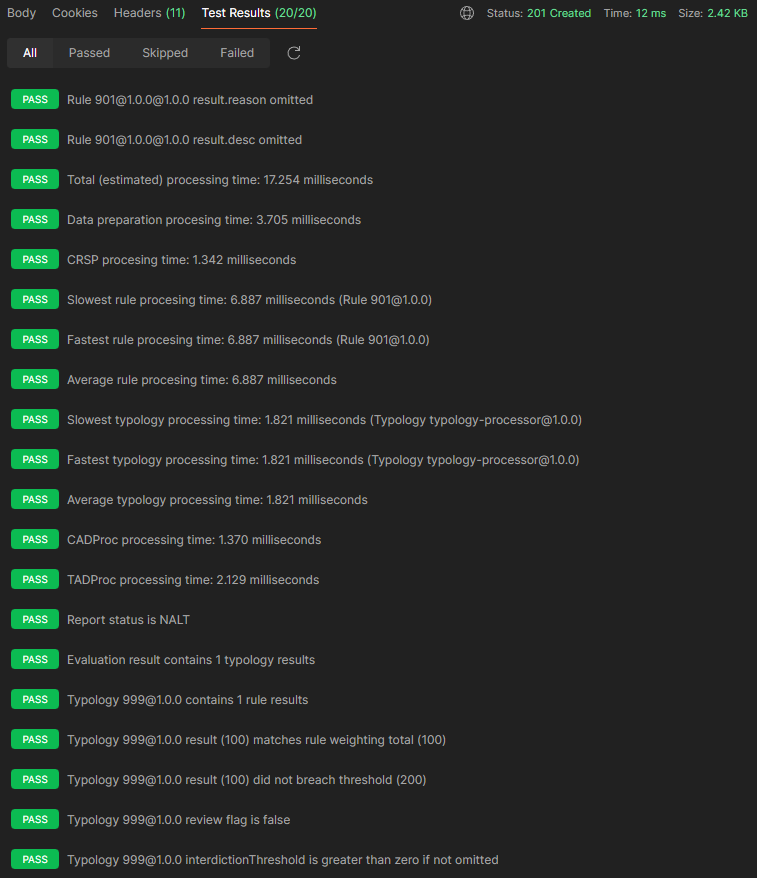 Body Cookies Headers (11) Test Results (20/20) Status: 201 Created Time: 12 ms Size: 2.42 KB
All Passed Skipped Failed
PASS Rule 901@1.0.0@1.0.0 result.reason omitted
PASS Rule 901@1.0.0@1.0.0 result.desc omitted
PASS Total (estimated) processing time: 17.254 milliseconds
PASS Data preparation procesing time: 3.705 milliseconds
PASS CRSP procesing time: 1.342 milliseconds
PASS Slowest rule procesing time: 6.887 milliseconds (Rule 901@1.0.0)
PASS Fastest rule procesing time: 6.887 milliseconds (Rule 901@1.0.0)
PASS Average rule procesing time: 6.887 milliseconds
PASS Slowest typology processing time: 1.821 milliseconds (Typology typology-processor@1.0.0)
PASS Fastest typology processing time: 1.821 milliseconds (Typology typology-processor@1.0.0)
PASS Average typology processing time: 1.821 milliseconds
PASS CADProc processing time: 1.370 milliseconds
PASS TADProc processing time: 2.129 milliseconds
PASS Report status is NALT
PASS Evaluation result contains 1 typology results
PASS Typology 999@1.0.0 contains 1 rule results
PASS Typology 999@1.0.0 result (100) matches rule weighting total (100)
PASS Typology 999@1.0.0 result (100) did not breach threshold (200)
PASS Typology 999@1.0.0 review flag is false
PASS Typology 999@1.0.0 interdictionThreshold is greater than zero if not omitted